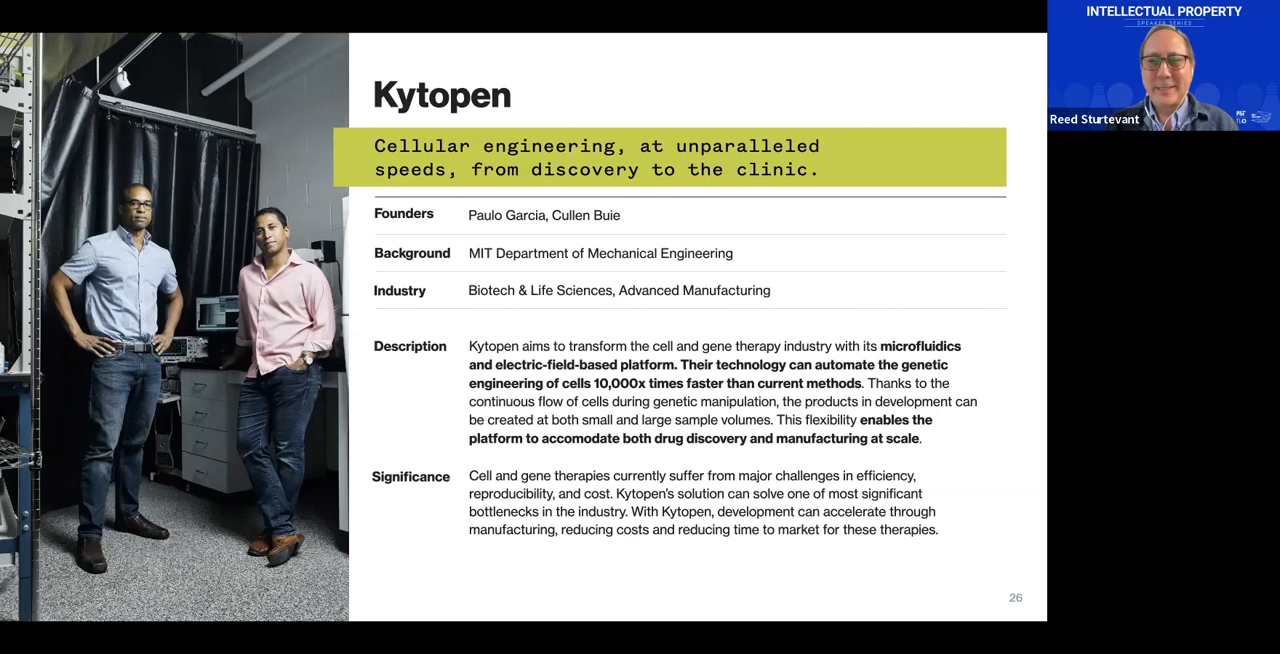 INTELLECTUAL PROPERTY
SPEAKER SERIES
Reed Sturtevant
Kytopen
Cellular engineering, at unparalleled
speeds, from discovery to the clinic.
Founders Paulo Garcia, Cullen Buie
Background MIT Department of Mechanical Engineering
Industry Biotech & Life Sciences, Advanced Manufacturing
Description Kytopen aims to transform the cell and gene therapy industry with its microfluidics
and electric-field-based platform. Their technology can automate the genetic
engineering of cells 10,000x times faster than current methods. Thanks to the
continuous flow of cells during genetic manipulation, the products in development can
be created at both small and large sample volumes. This flexibility enables the
platform to accomodate both drug discovery and manufacturing at scale.
Significance Cell and gene therapies currently suffer from major challenges in efficiency,
reproducibility, and cost. Kytopen's solution can solve one of most significant
bottlenecks in the industry. With Kytopen, development can accelerate through
manufacturing, reducing costs and reducing time to market for these therapies.
26